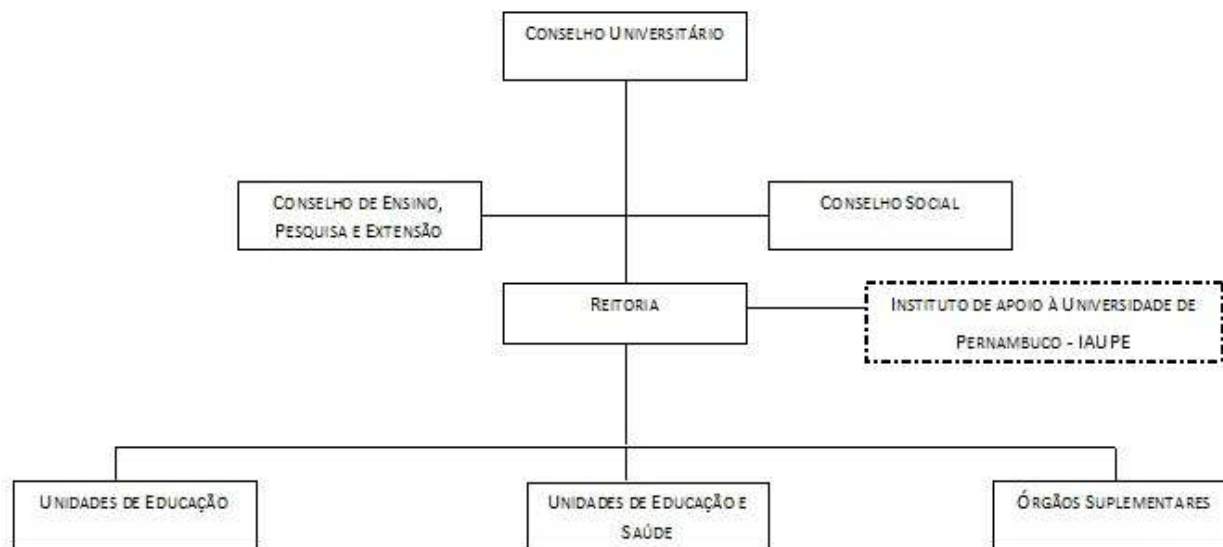 CONSELHO UNIVERSITÁRIO
CONSELHO DE ENSINO,
PESQUISA E EXTENSÃO
CONSELHO SOCIAL
REITORIA
INSTITUTO DE APOIO À UNIVERSIDADE DE
PERNAMBUCO - IAUPE
UNIDADES DE EDUCAÇÃO
UNIDADES DE EDUCAÇÃO E
SAÚDE
ÓRGÃOS SUPLEMENTARES